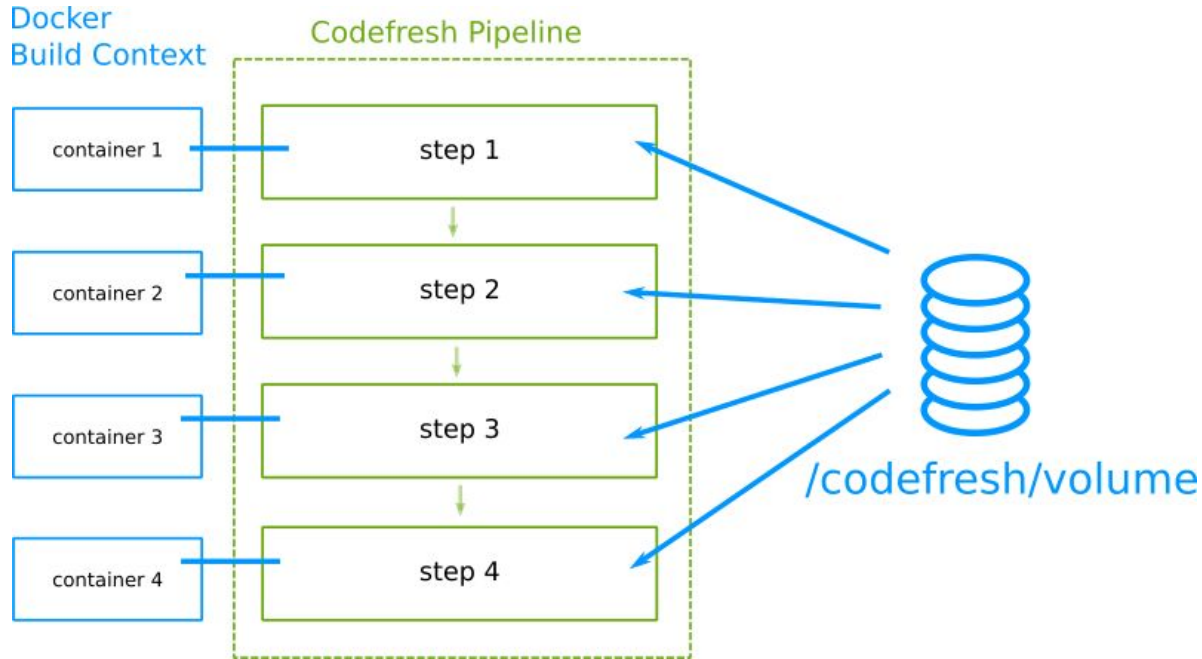 Docker
Build Context
Codefresh Pipeline
container 1
step 1
container 2
step 2
container 3
step 3
container 4
step 4
/codefresh/volume